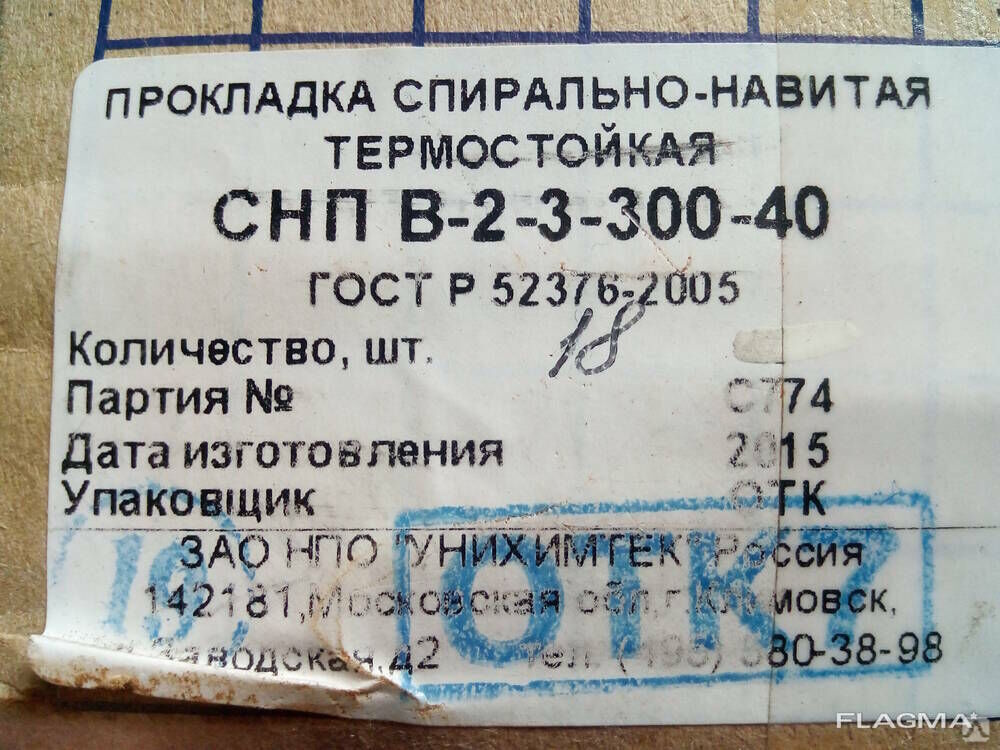 ПРОКЛАДКА СПИРАЛЬНО-НАВИТАЯ
ТЕРМОСТОЙКАЯ
СНП В-2-3-300-40
ГОСТ Р 52376-2005
Количество, шт. 18
Партия № С774
Дата изготовления 2015
Упаковщик ОТК
ЗАО НПО "УНИХИМТЕК" Россия
142181, Московская обл, г. Климовск,
Заводская, д2 Тел. (495) 580-38-98
ОТК
FLAGMA